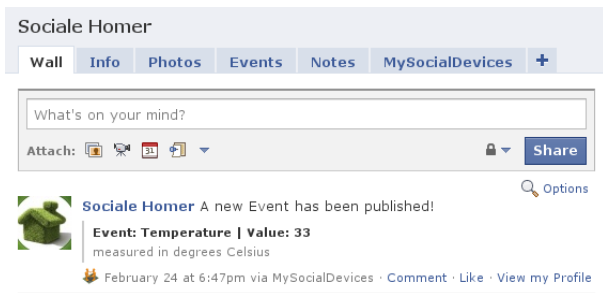 Sociale Homer
Wall Info Photos Events Notes MySocialDevices +
What's on your mind?
Attach: 31 Share
Options
Sociale Homer A new Event has been published!
Event: Temperature | Value: 33
measured in degrees Celsius
February 24 at 6:47pm via MySocialDevices · Comment · Like · View my Profile